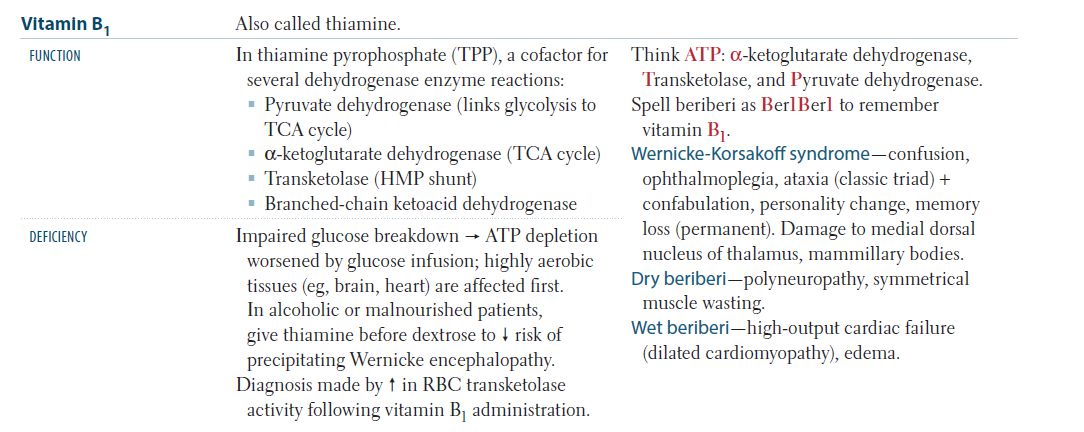 Vitamin B₁
Also called thiamine.
FUNCTION
In thiamine pyrophosphate (TPP), a cofactor for
several dehydrogenase enzyme reactions:
▪ Pyruvate dehydrogenase (links glycolysis to
TCA cycle)
▪ α-ketoglutarate dehydrogenase (TCA cycle)
▪ Transketolase (HMP shunt)
▪ Branched-chain ketoacid dehydrogenase
Think ATP: α-ketoglutarate dehydrogenase,
Transketolase, and Pyruvate dehydrogenase.
Spell beriberi as Ber1Ber1 to remember
vitamin B₁.
Wernicke-Korsakoff syndrome—confusion,
ophthalmoplegia, ataxia (classic triad) +
confabulation, personality change, memory
loss (permanent). Damage to medial dorsal
nucleus of thalamus, mammillary bodies.
Dry beriberi—polyneuropathy, symmetrical
muscle wasting.
Wet beriberi—high-output cardiac failure
(dilated cardiomyopathy), edema.
DEFICIENCY
Impaired glucose breakdown → ATP depletion
worsened by glucose infusion; highly aerobic
tissues (eg, brain, heart) are affected first.
In alcoholic or malnourished patients,
give thiamine before dextrose to ↓ risk of
precipitating Wernicke encephalopathy.
Diagnosis made by ↑ in RBC transketolase
activity following vitamin B₁ administration.